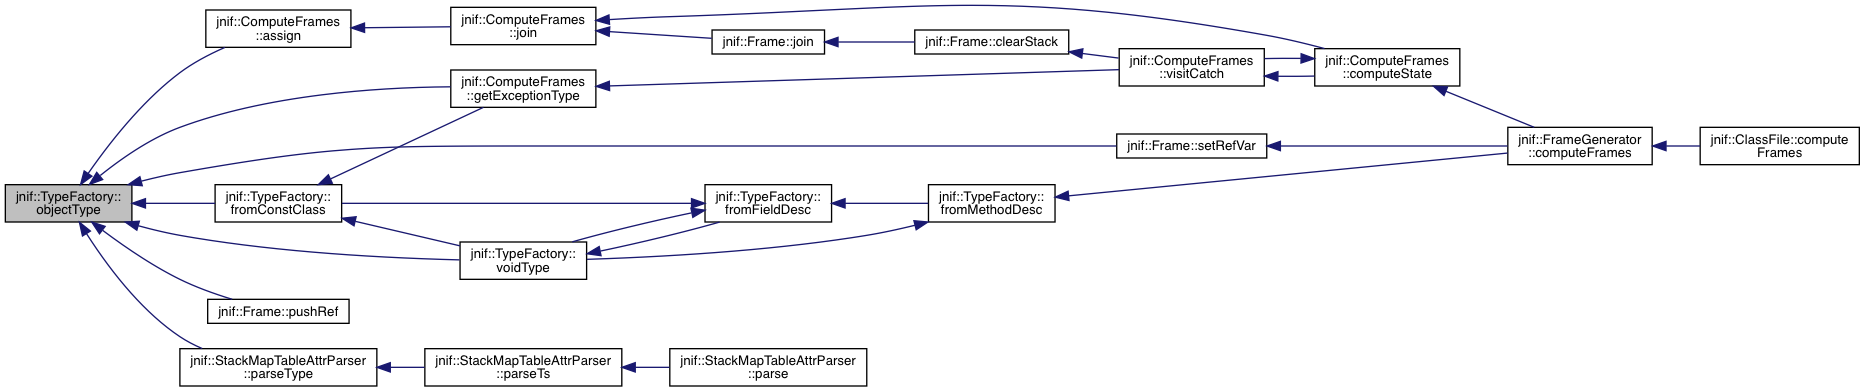 jnif::ComputeFrames
::assign
jnif::ComputeFrames
::join
jnif::Frame::join
jnif::Frame::clearStack
jnif::ComputeFrames
::visitCatch
jnif::ComputeFrames
::computeState
jnif::ComputeFrames
::getExceptionType
jnif::Frame::setRefVar
jnif::FrameGenerator
::computeFrames
jnif::ClassFile::compute
Frames
jnif::TypeFactory::
objectType
jnif::TypeFactory::
fromConstClass
jnif::TypeFactory::
fromFieldDesc
jnif::TypeFactory::
fromMethodDesc
jnif::TypeFactory::
voidType
jnif::Frame::pushRef
jnif::StackMapTableAttrParser
::parseType
jnif::StackMapTableAttrParser
::parseTs
jnif::StackMapTableAttrParser
::parse